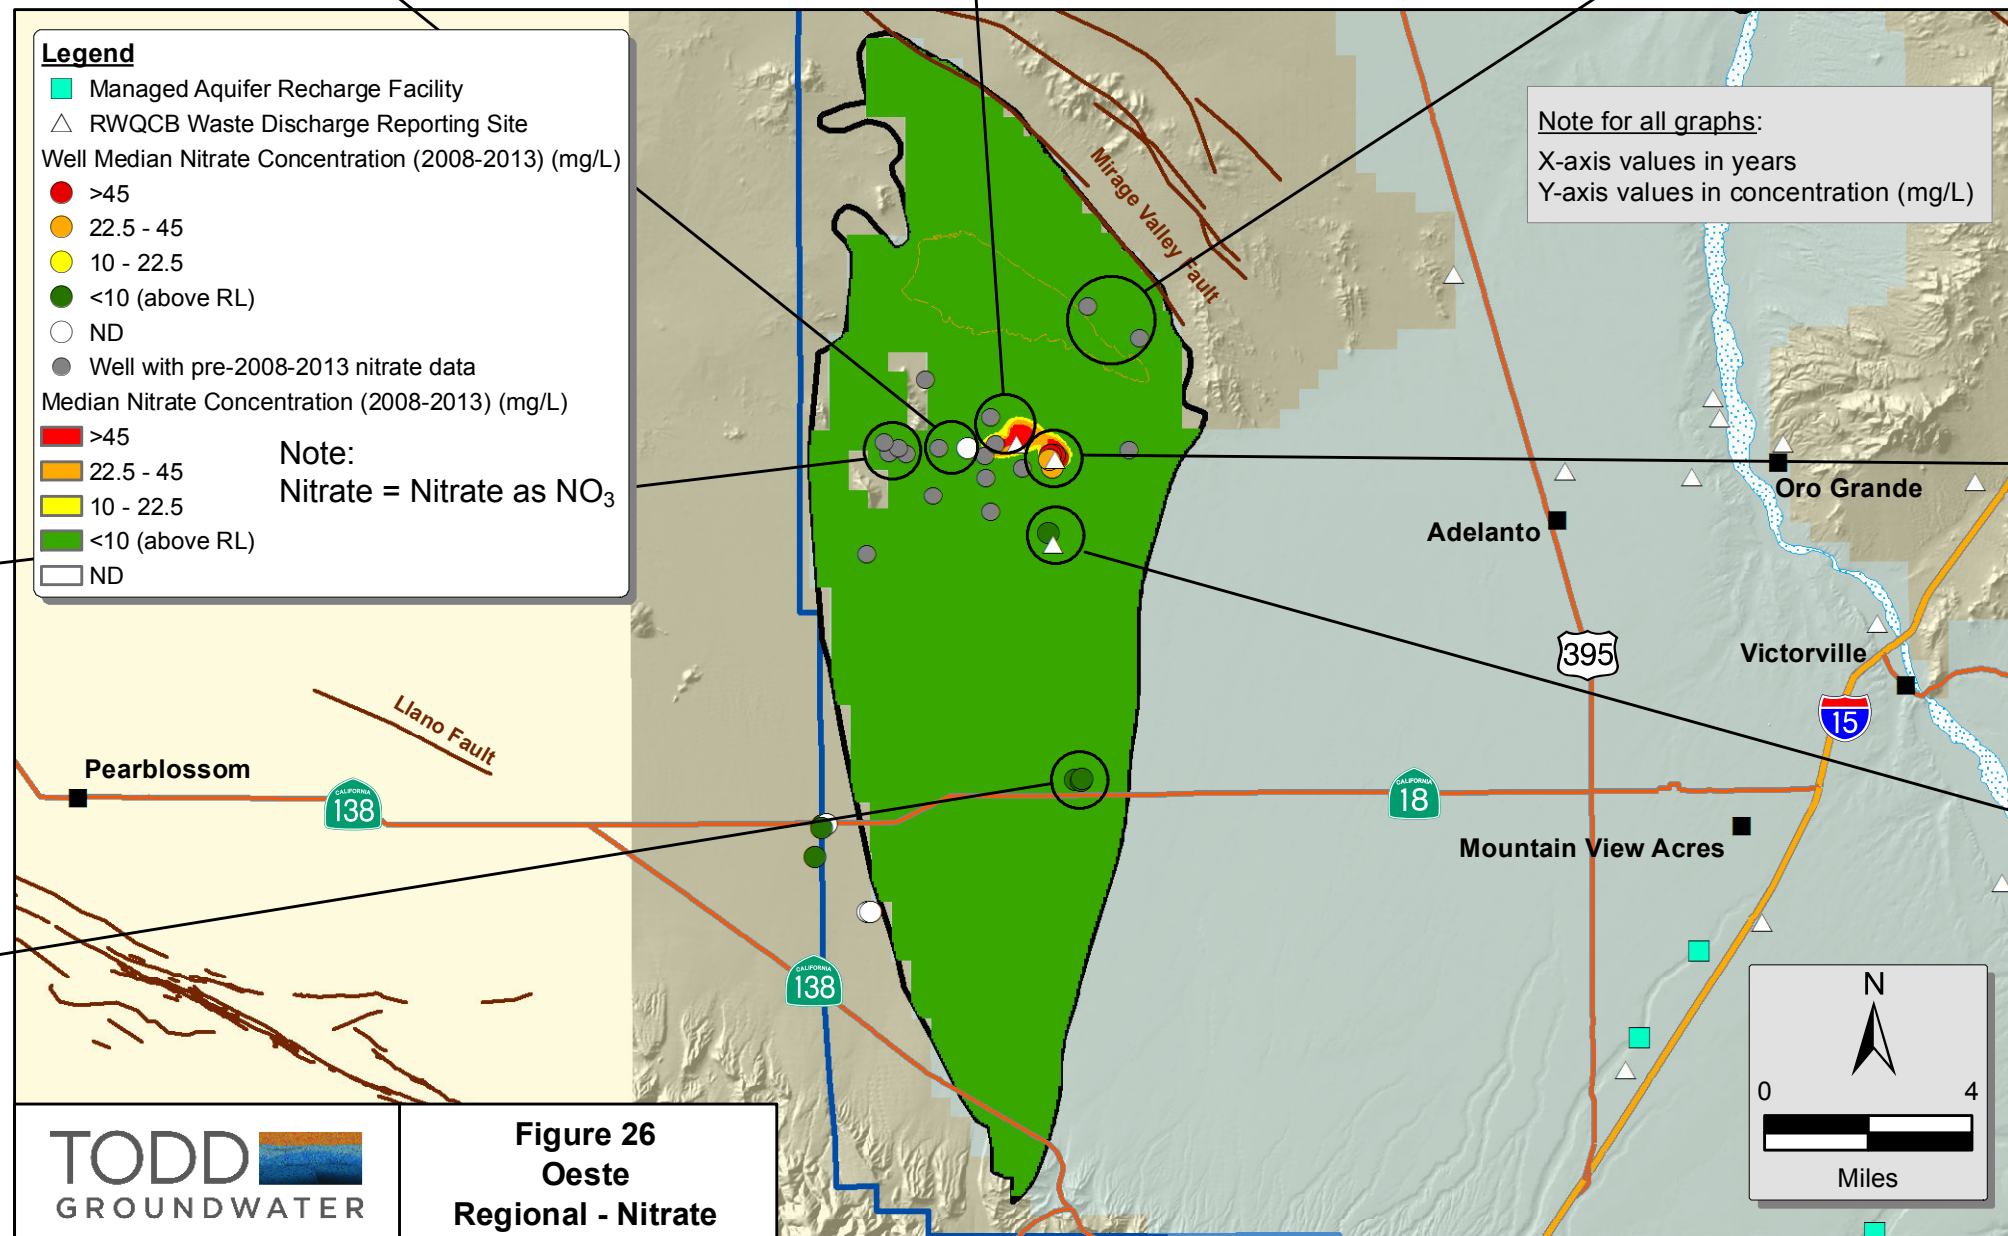 Legend
Managed Aquifer Recharge Facility
RWQCB Waste Discharge Reporting Site
Well Median Nitrate Concentration (2008-2013) (mg/L)
>45
22.5 - 45
10 - 22.5
<10 (above RL)
ND
Well with pre-2008-2013 nitrate data
Median Nitrate Concentration (2008-2013) (mg/L)
>45
22.5 - 45
10 - 22.5
<10 (above RL)
ND
Note:
Nitrate = Nitrate as NO₃
Note for all graphs:
X-axis values in years
Y-axis values in concentration (mg/L)
Mirage Valley Fault
Oro Grande
Adelanto
395
Victorville
15
Llano Fault
Pearblossom
CALIFORNIA
138
CALIFORNIA
18
Mountain View Acres
CALIFORNIA
138
N
0 4
Miles
TODD
GROUNDWATER
Figure 26
Oeste
Regional - Nitrate